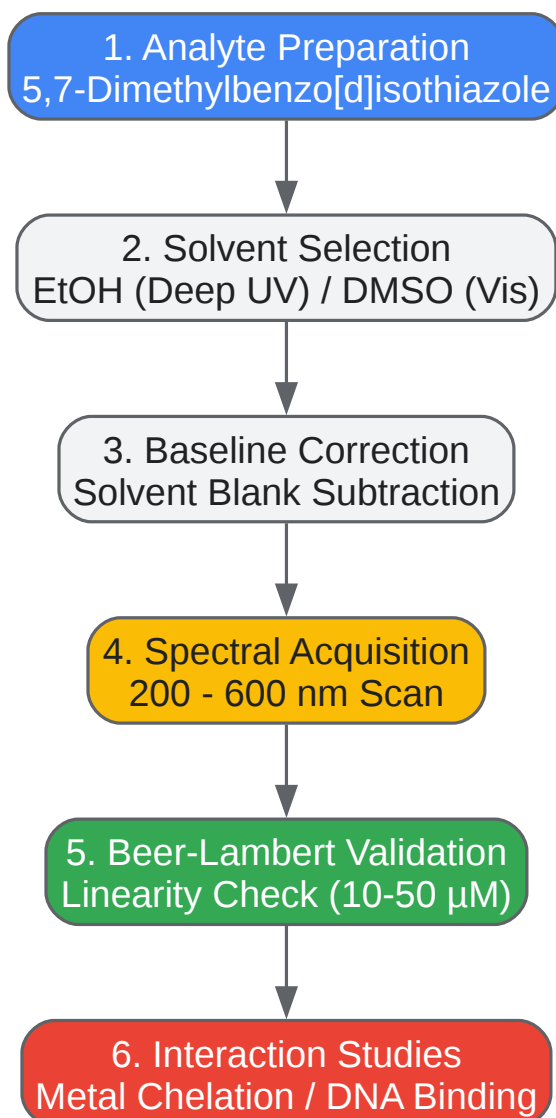 1. Analyte Preparation
5,7-Dimethylbenzo[d]isothiazole
2. Solvent Selection
EtOH (Deep UV) / DMSO (Vis)
3. Baseline Correction
Solvent Blank Subtraction
4. Spectral Acquisition
200 - 600 nm Scan
5. Beer-Lambert Validation
Linearity Check (10-50 µM)
6. Interaction Studies
Metal Chelation / DNA Binding